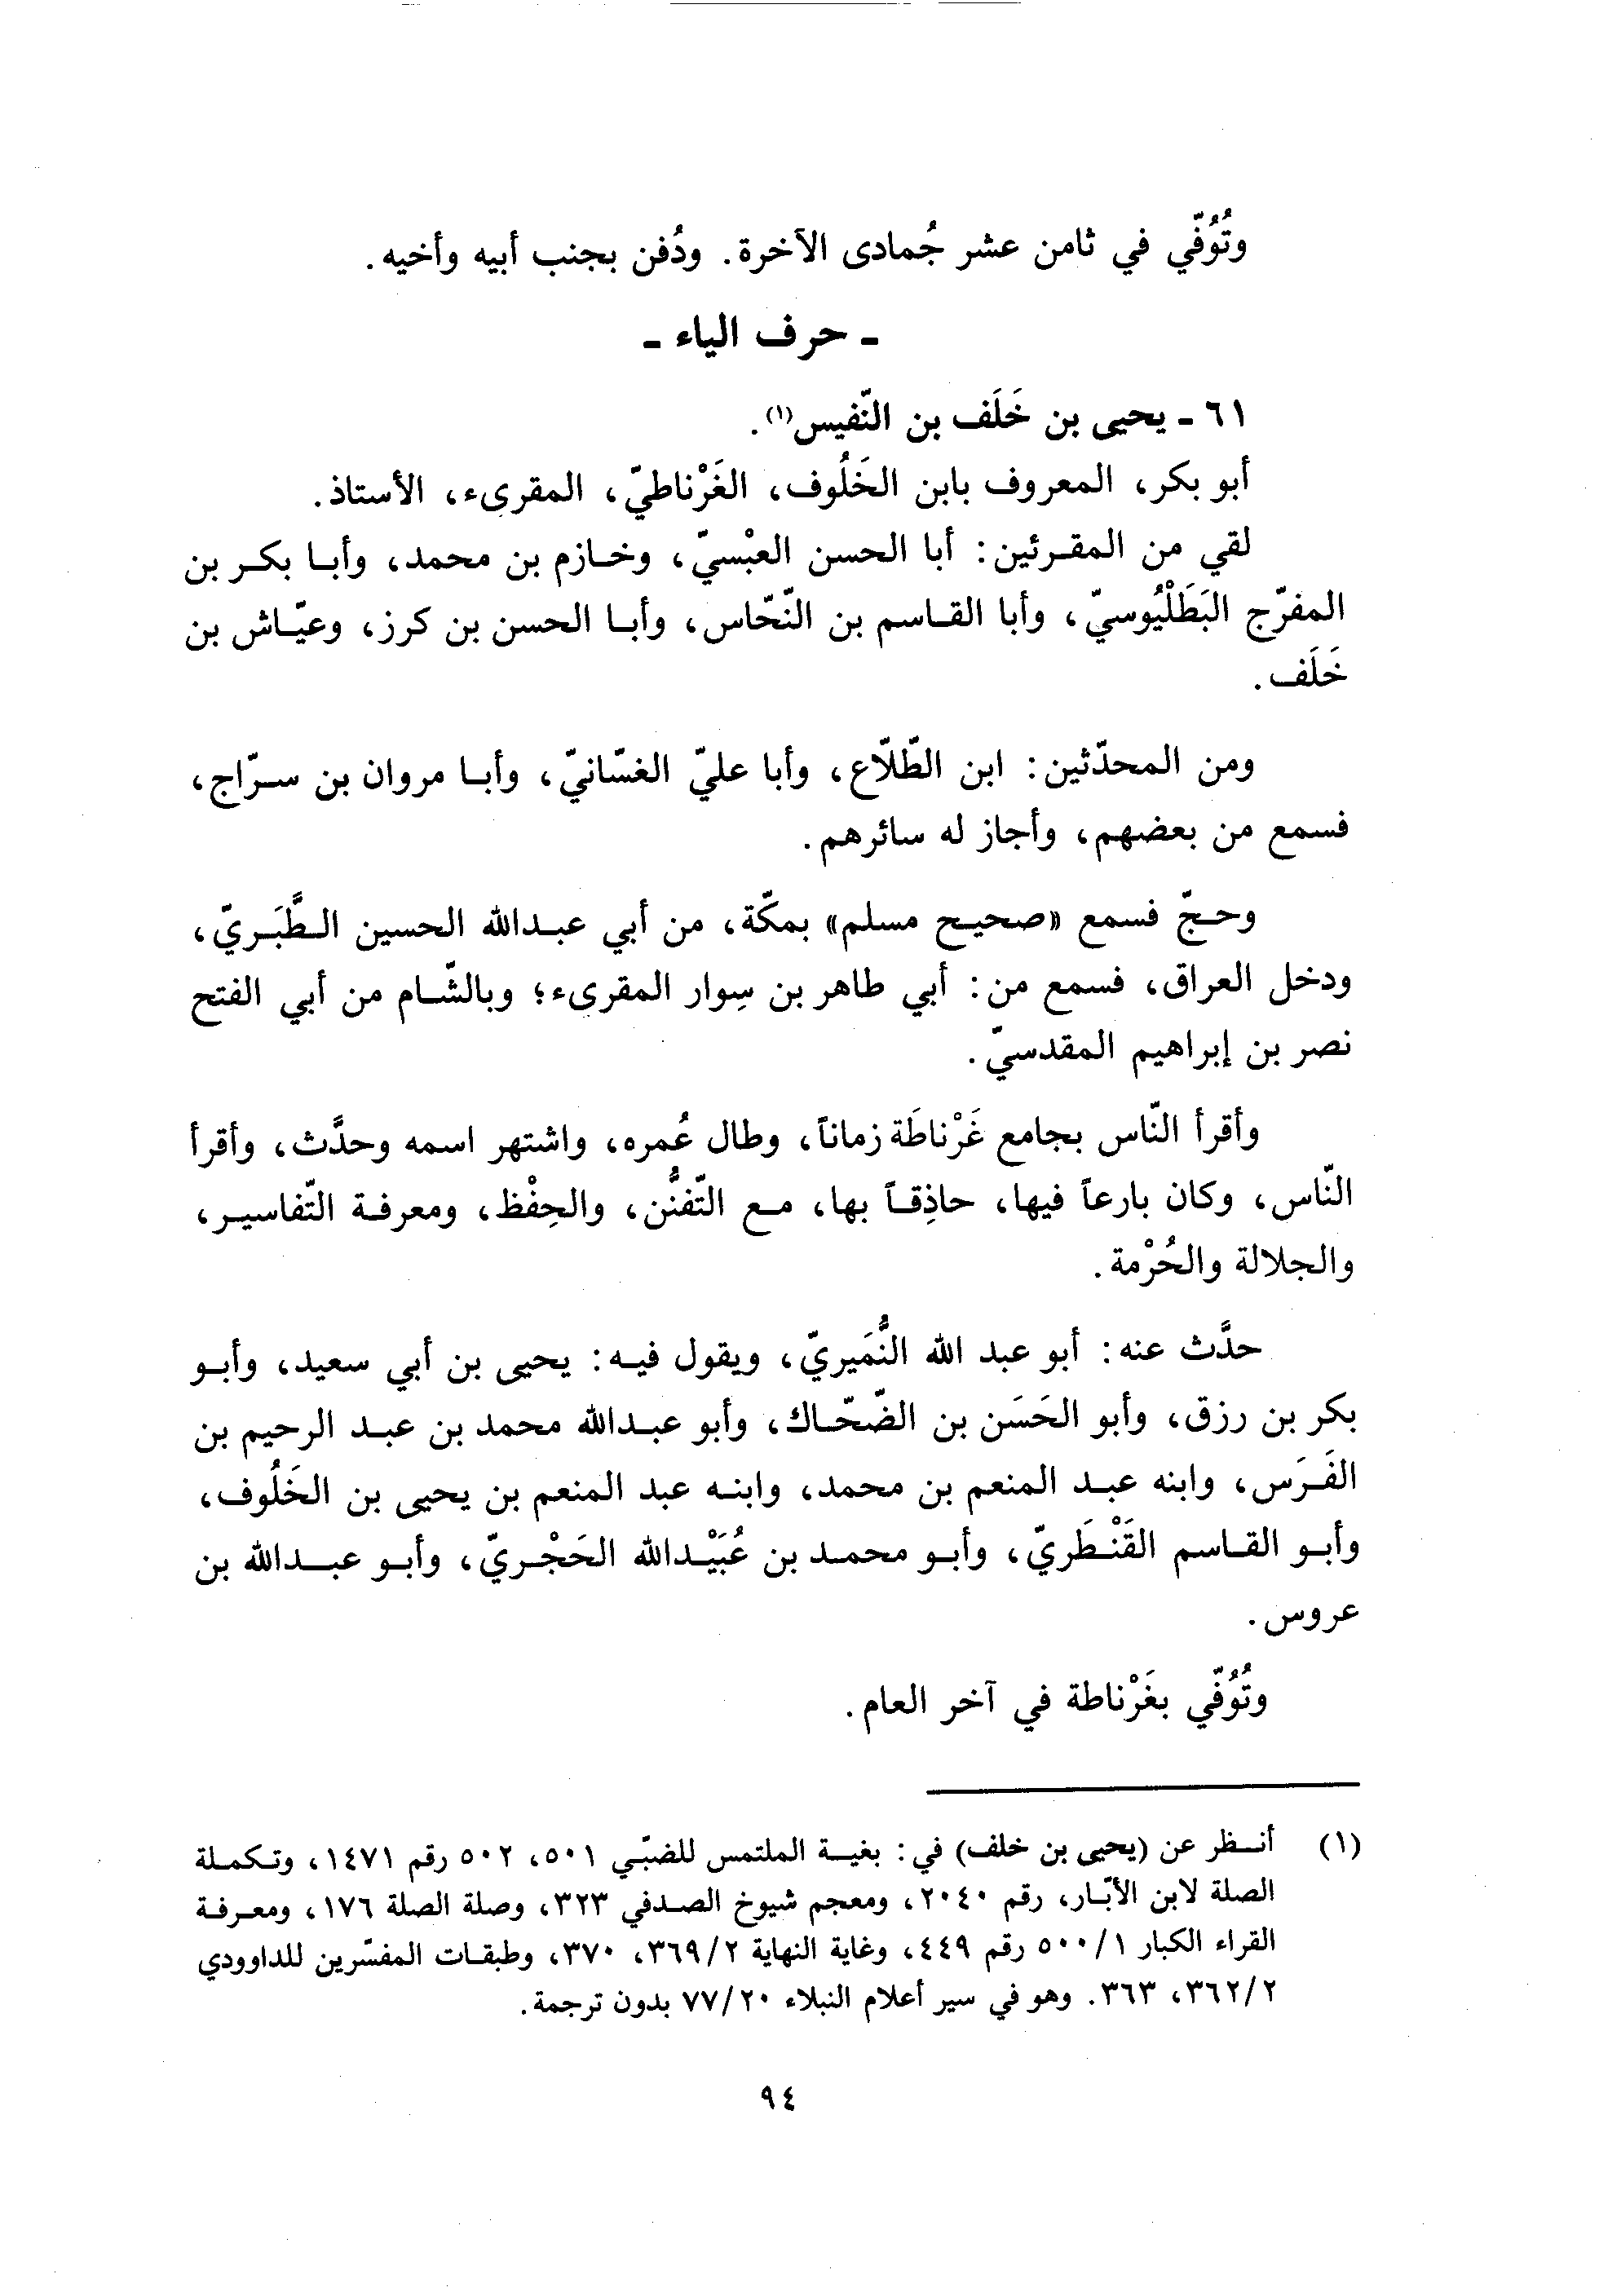 وتُوُفّي في ثامن عشر جُمادى الآخرة. ودُفن بجنب أبيه وأخيه.
ـ حرف الياء ـ
٦١ ـ يحيى بن خَلَف بن النّفيس(١).
أبو بكر، المعروف بابن الخَلُوف، الغَرْناطيّ، المقرىء، الأستاذ.
لقي من المقرئين: أبا الحسن العبْسيّ، وخازم بن محمد، وأبا بكر بن
المفرّج البَطَلْيُوسيّ، وأبا القاسم بن النّحّاس، وأبا الحسن بن كرز، وعيّاش بن
خَلَف.
ومن المحدّثين: ابن الطّلّاع، وأبا عليّ الغسّانيّ، وأبا مروان بن سرّاج،
فسمع من بعضهم، وأجاز له سائرهم.
وحجّ فسمع «صحيح مسلم» بمكّة، من أبي عبدالله الحسين الطَّبَريّ،
ودخل العراق، فسمع من: أبي طاهر بن سِوار المقرىء؛ وبالشّام من أبي الفتح
نصر بن إبراهيم المقدسيّ.
وأقرأ النّاس بجامع غَرْناطَة زماناً، وطال عُمره، واشتهر اسمه وحدَّث، وأقرأ
النّاس، وكان بارعاً فيها، حاذِقاً بها، مع التّفنُّن، والحِفْظ، ومعرفة التّفاسير،
والجلالة والحُرْمة.
حدَّث عنه: أبو عبد الله النُّمَيريّ، ويقول فيه: يحيى بن أبي سعيد، وأبو
بكر بن رزق، وأبو الحَسَن بن الضّحّاك، وأبو عبدالله محمد بن عبد الرحيم بن
الفَرَس، وابنه عبد المنعم بن محمد، وابنه عبد المنعم بن يحيى بن الخَلُوف،
وأبو القاسم القَنْطَريّ، وأبو محمد بن عُبَيْدالله الحَجْريّ، وأبو عبدالله بن
عروس.
وتُوُفّي بغَرْناطة في آخر العام.
(١) أنظر عن (يحيى بن خلف) في: بغية الملتمس للضبّي ٥٠١، ٥٠٢ رقم ١٤٧١، وتكملة
الصلة لابن الأبّار، رقم ٢٠٤٠، ومعجم شيوخ الصدفي ٣٢٣، وصلة الصلة ١٧٦، ومعرفة
القراء الكبار ١/٥٠٠ رقم ٤٤٩، وغاية النهاية ٢/٣٦٩، ٣٧٠، وطبقات المفسّرين للداوودي
٢/٣٦٢، ٣٦٣. وهو في سير أعلام النبلاء ٢٠/٧٧ بدون ترجمة.
٩٤